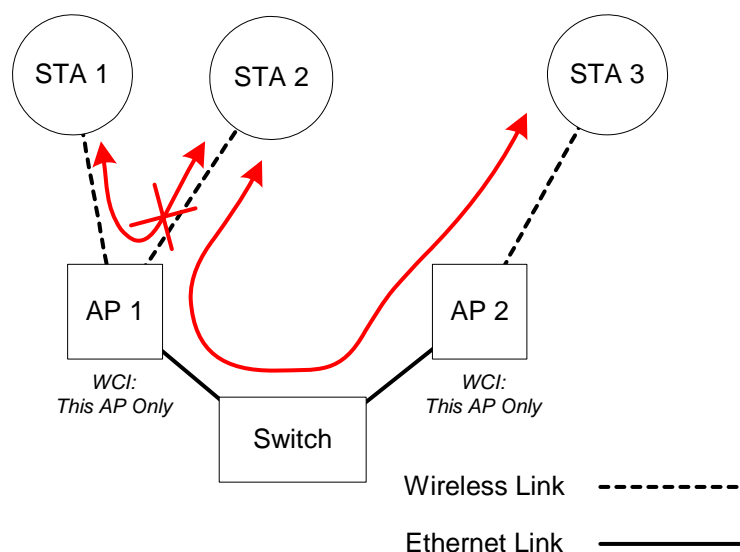 STA 1
STA 2
STA 3
AP 1
AP 2
WCI:
This AP Only
WCI:
This AP Only
Switch
Wireless Link
Ethernet Link